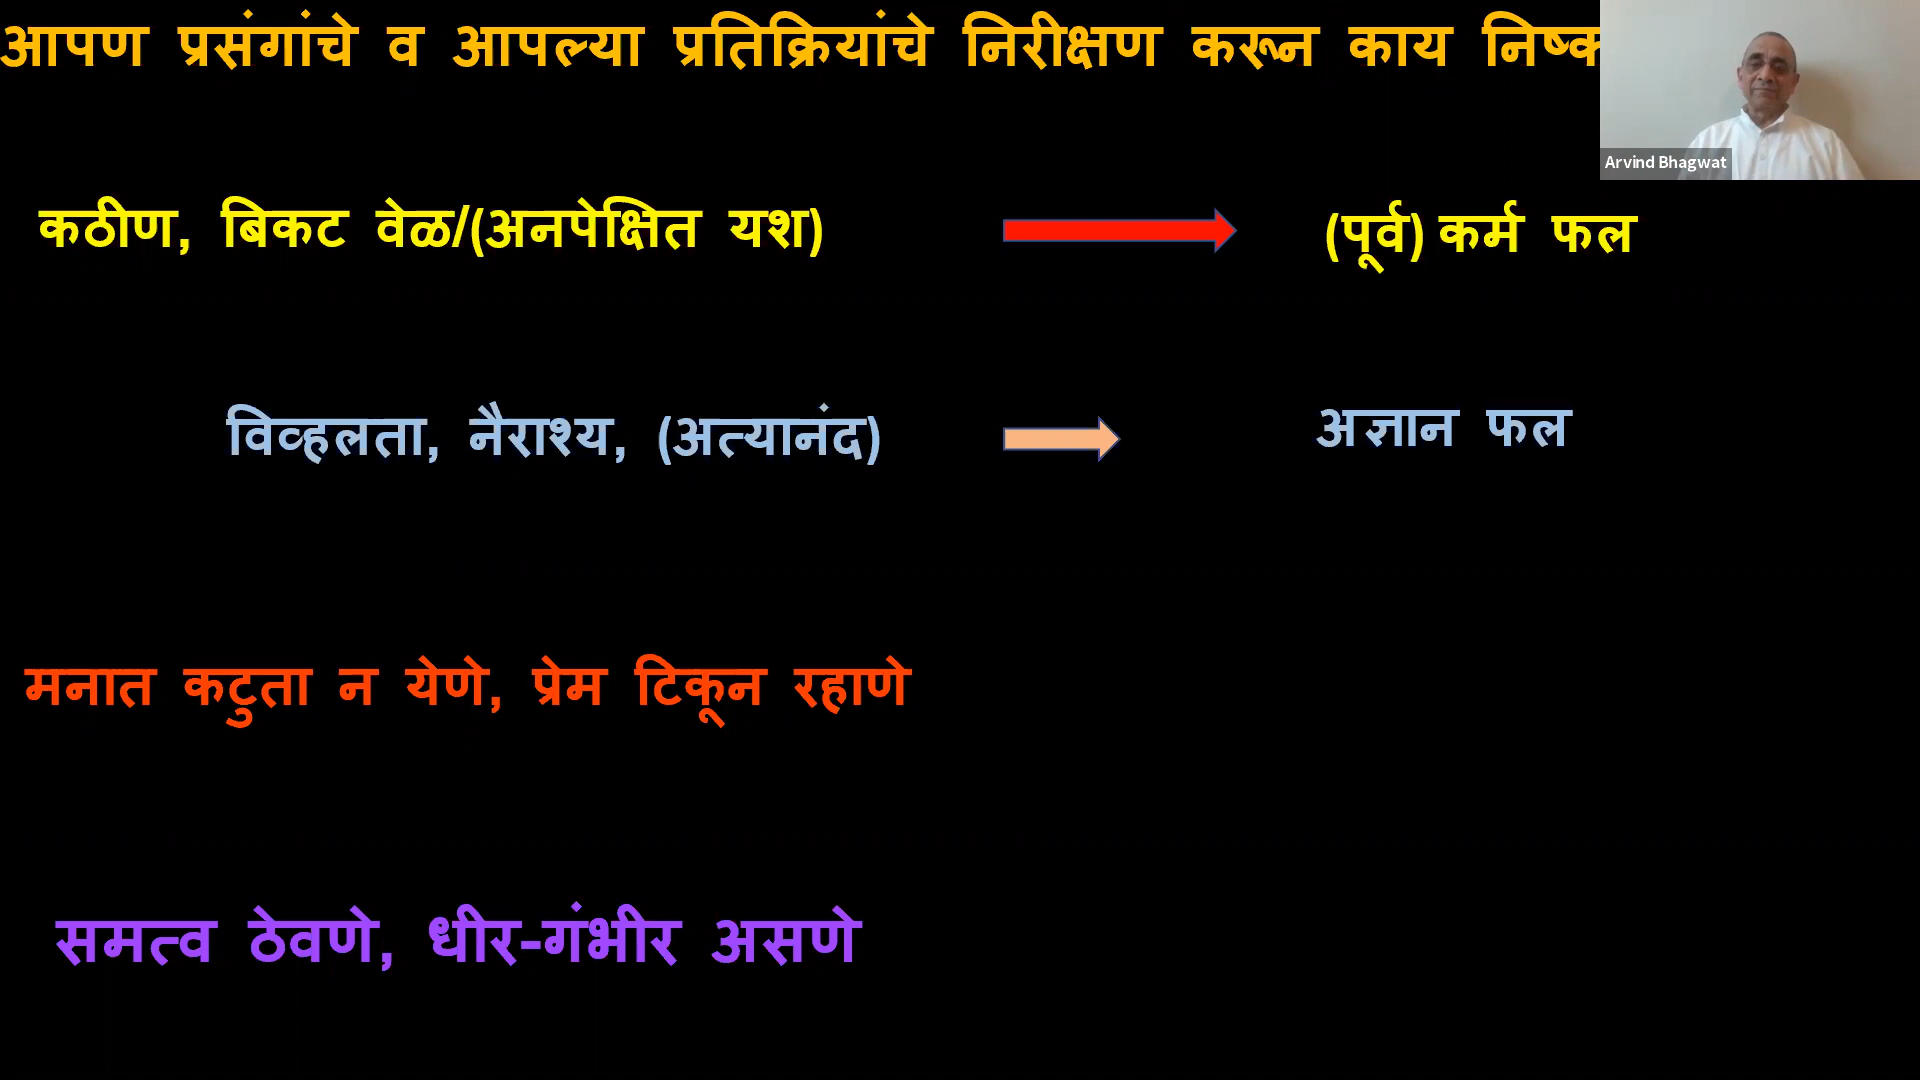 आपण प्रसंगांचे व आपल्या प्रतिक्रियांचे निरीक्षण करून काय
Arvind Bhagwat
कठीण, बिकट वेळ/(अनपेक्षित यश)
(पूर्व) कर्म फल
विव्हलता, नैराश्य, (अत्यानंद)
अज्ञान फल
मनात कटुता न येणे, प्रेम टिकून रहाणे
समत्व ठेवणे, धीर-गंभीर असणे